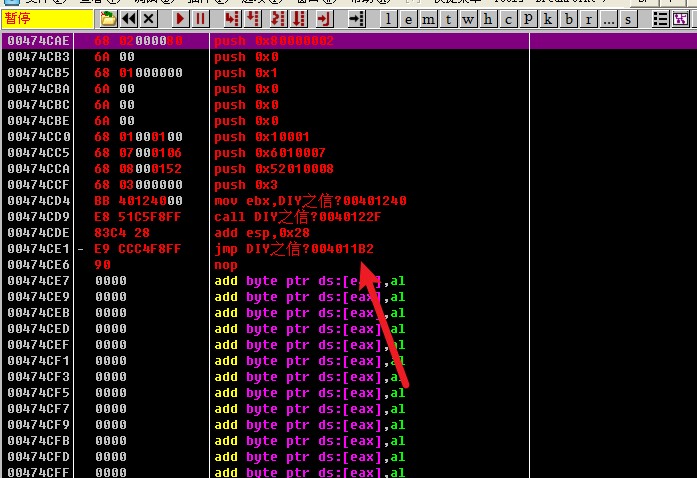 暂停 l e m t w h c p k b r ... s
00474CAE 68 02000080 push 0x80000002
00474CB3 6A 00 push 0x0
00474CB5 68 01000000 push 0x1
00474CBA 6A 00 push 0x0
00474CBC 6A 00 push 0x0
00474CBE 6A 00 push 0x0
00474CC0 68 01000100 push 0x10001
00474CC5 68 07000106 push 0x6010007
00474CCA 68 08000152 push 0x52010008
00474CCF 68 03000000 push 0x3
00474CD4 BB 40124000 mov ebx,DIY之信?00401240
00474CD9 E8 51C5F8FF call DIY之信?0040122F
00474CDE 83C4 28 add esp,0x28
00474CE1 - E9 CCC4F8FF jmp DIY之信?004011B2
00474CE6 90 nop
00474CE7 0000 add byte ptr ds:[eax],al
00474CE9 0000 add byte ptr ds:[eax],al
00474CEB 0000 add byte ptr ds:[eax],al
00474CED 0000 add byte ptr ds:[eax],al
00474CEF 0000 add byte ptr ds:[eax],al
00474CF1 0000 add byte ptr ds:[eax],al
00474CF3 0000 add byte ptr ds:[eax],al
00474CF5 0000 add byte ptr ds:[eax],al
00474CF7 0000 add byte ptr ds:[eax],al
00474CF9 0000 add byte ptr ds:[eax],al
00474CFB 0000 add byte ptr ds:[eax],al
00474CFD 0000 add byte ptr ds:[eax],al
00474CFF 0000 add byte ptr ds:[eax],al